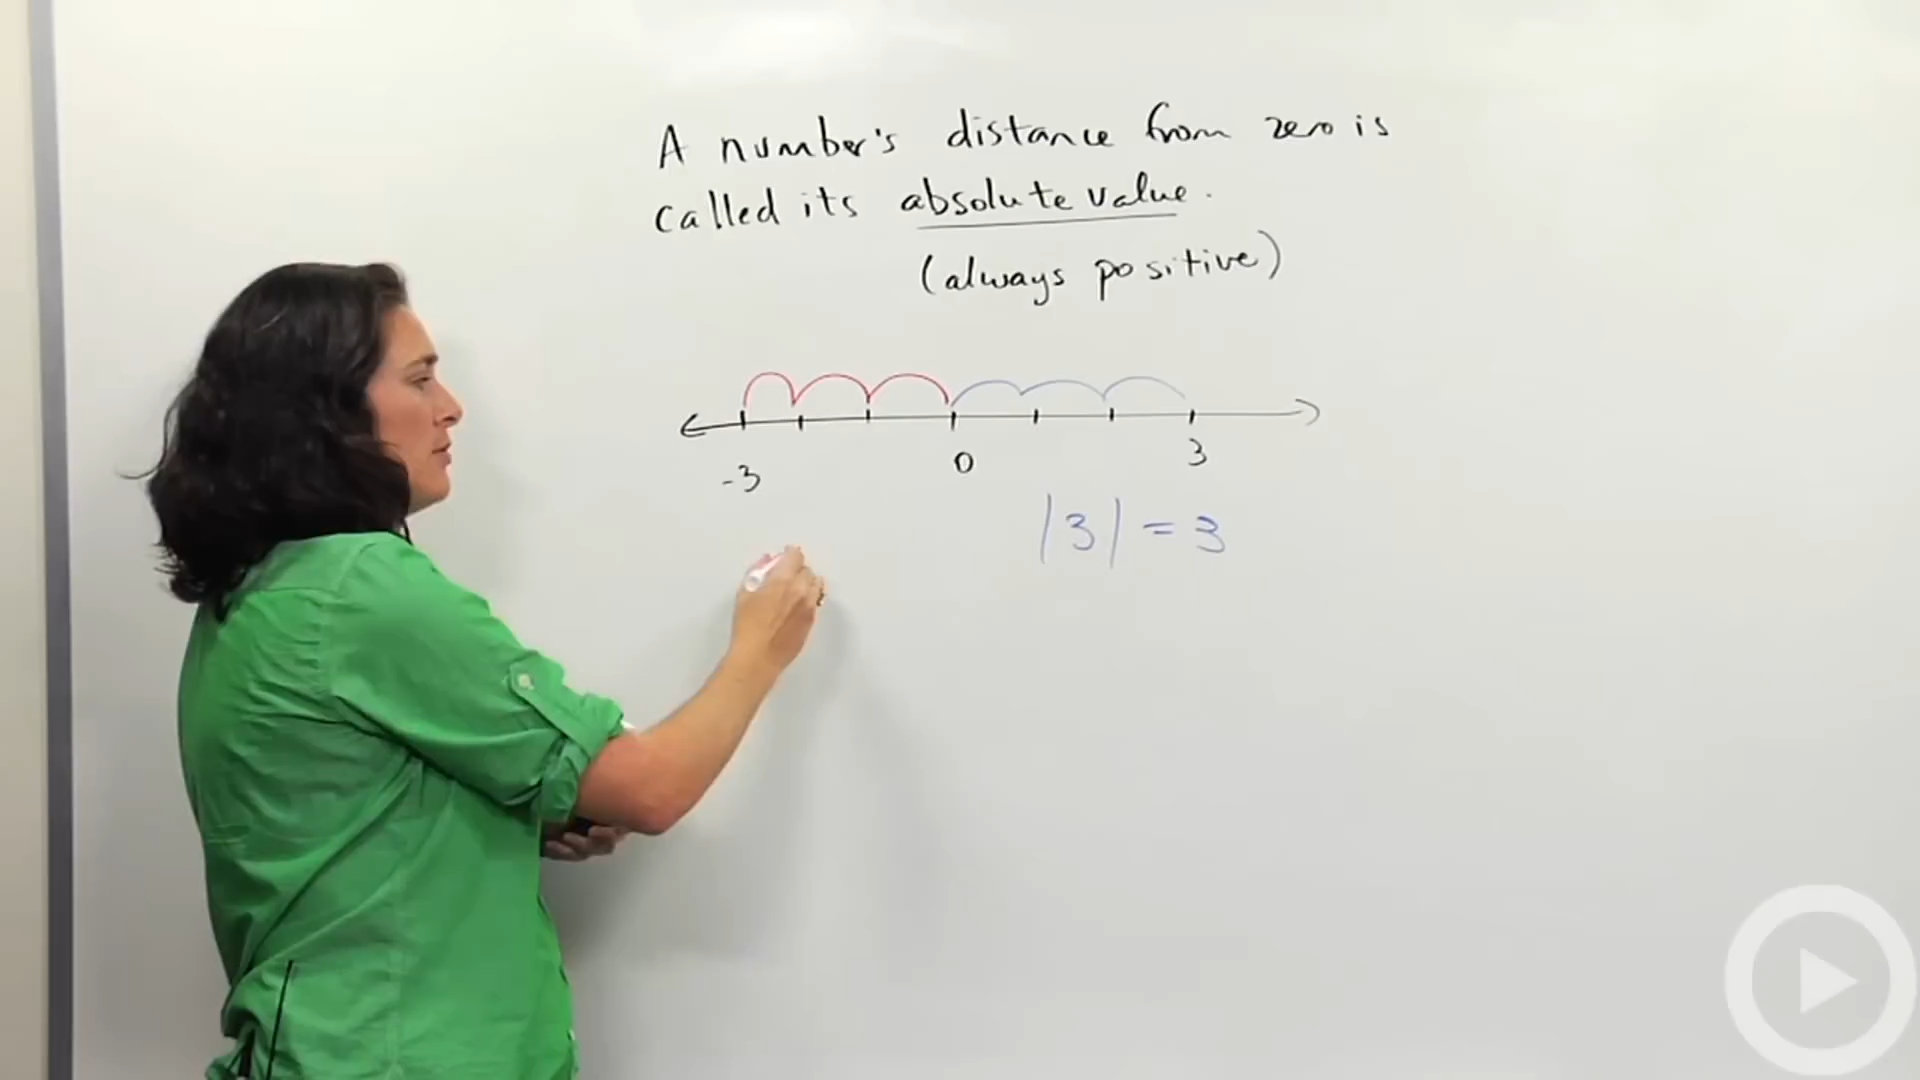 A number's distance from zero is
called its absolute value.
(always positive)
-3 0 3
|3| = 3